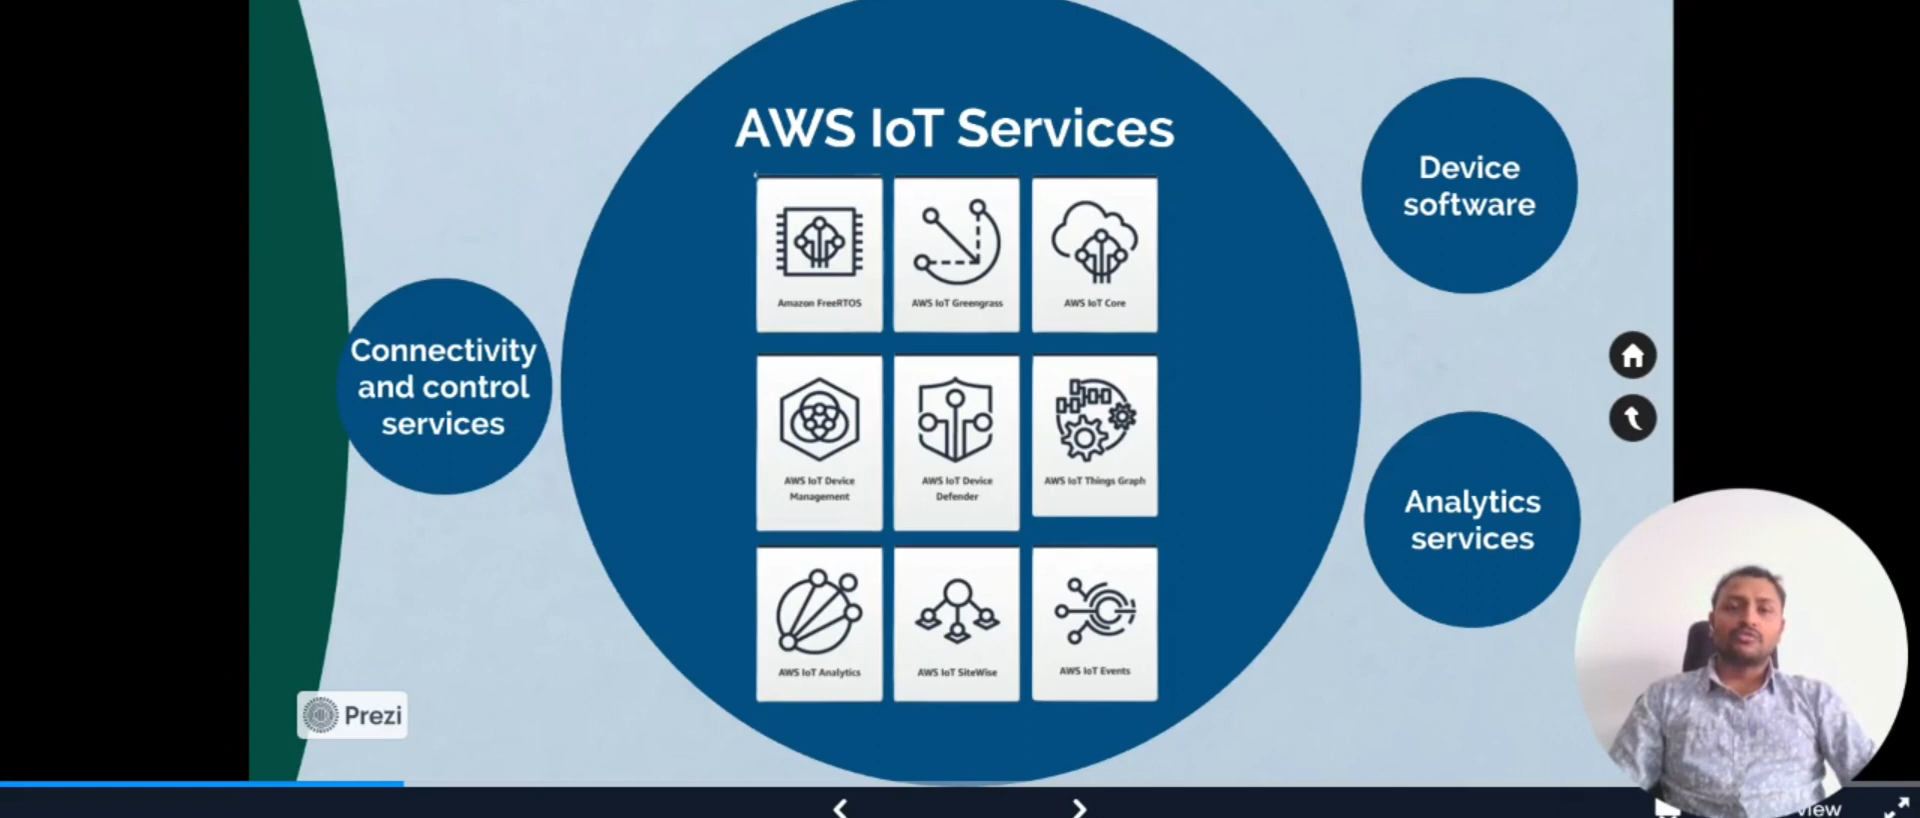 AWS IoT Services
Amazon FreeRTOS
AWS IoT Greengrass
AWS IoT Core
AWS IoT Device
Management
AWS IoT Device
Defender
AWS IoT Things Graph
AWS IoT Analytics
AWS IoT SiteWise
AWS IoT Events
Connectivity
and control
services
Device
software
Analytics
services
Prezi
view